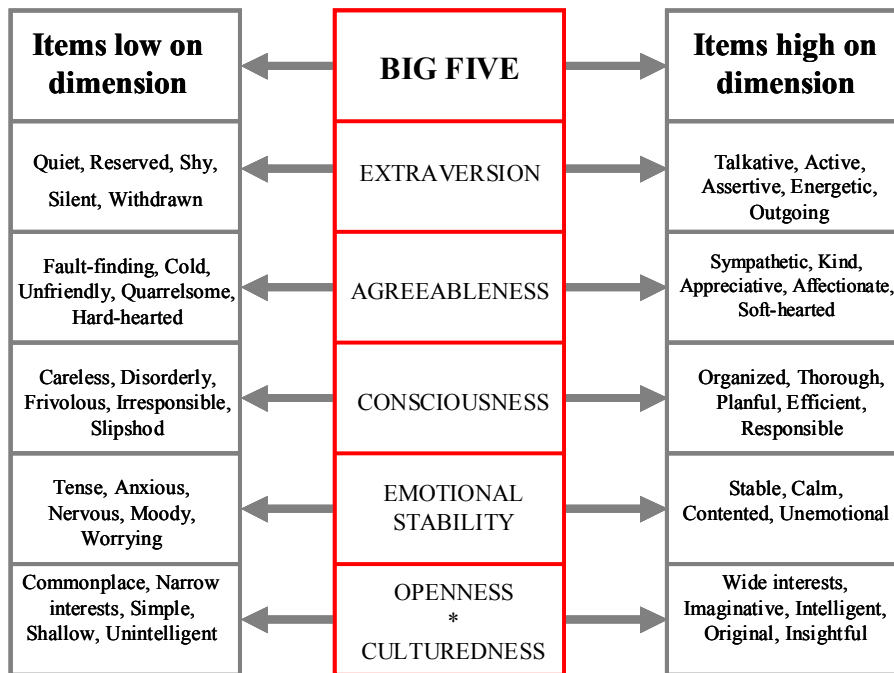 Items low on
dimension
BIG FIVE
Items high on
dimension
Quiet, Reserved, Shy,
Silent, Withdrawn
EXTRAVERSION
Talkative, Active,
Assertive, Energetic,
Outgoing
Fault-finding, Cold,
Unfriendly, Quarrelsome,
Hard-hearted
AGREEABLENESS
Sympathetic, Kind,
Appreciative, Affectionate,
Soft-hearted
Careless, Disorderly,
Frivolous, Irresponsible,
Slipshod
CONSCIOUSNESS
Organized, Thorough,
Planful, Efficient,
Responsible
Tense, Anxious,
Nervous, Moody,
Worrying
EMOTIONAL
STABILITY
Stable, Calm,
Contented, Unemotional
Commonplace, Narrow
interests, Simple,
Shallow, Unintelligent
OPENNESS
*
CULTUREDNESS
Wide interests,
Imaginative, Intelligent,
Original, Insightful